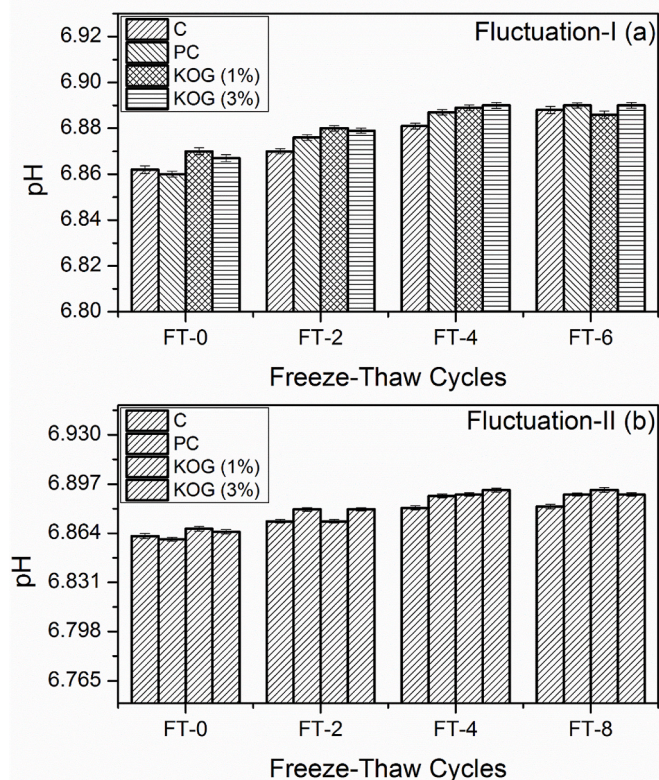 Fluctuation-I (a)
C
PC
KOG (1%)
KOG (3%)
6.92
6.90
6.88
6.86
6.84
6.82
6.80
pH
FT-0 FT-2 FT-4 FT-6
Freeze-Thaw Cycles
Fluctuation-II (b)
C
PC
KOG (1%)
KOG (3%)
6.930
6.897
6.864
6.831
6.798
6.765
pH
FT-0 FT-2 FT-4 FT-8
Freeze-Thaw Cycles